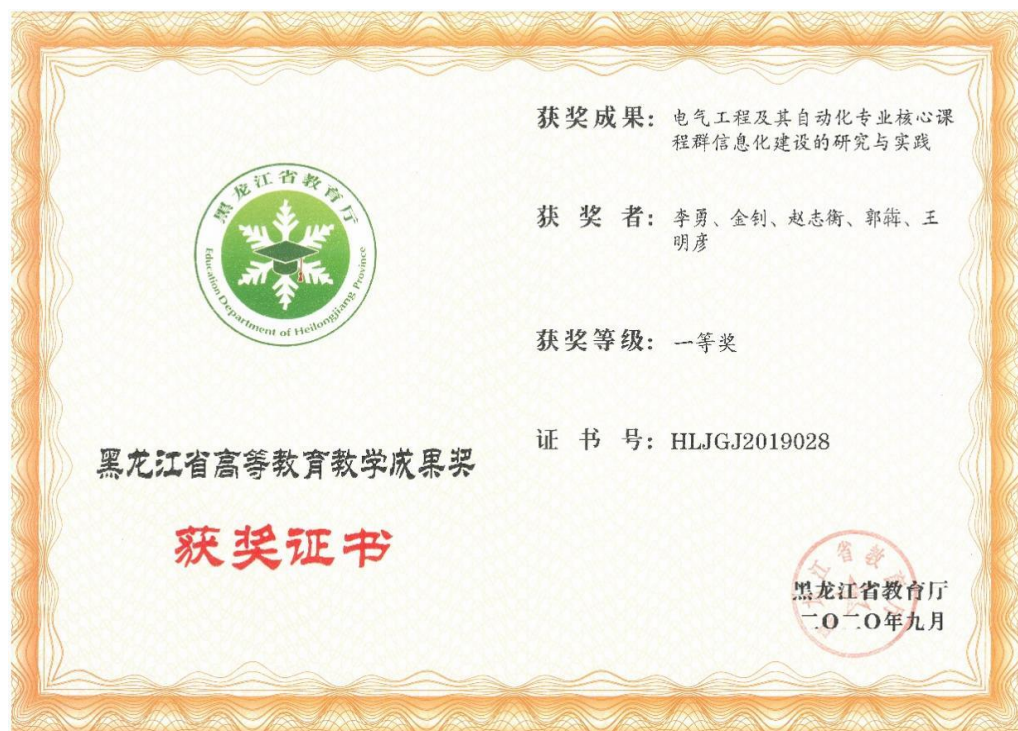 黑龙江省教育厅
Education Department of Heilongjiang Province
黑龙江省高等教育教学成果奖
获奖证书
获奖成果：电气工程及其自动化专业核心课
程群信息化建设的研究与实践
获 奖 者：李勇、金钊、赵志衡、郭犇、王
明彦
获奖等级：一等奖
证 书 号：HLJGJ2019028
黑龙江省教育厅
二〇二〇年九月